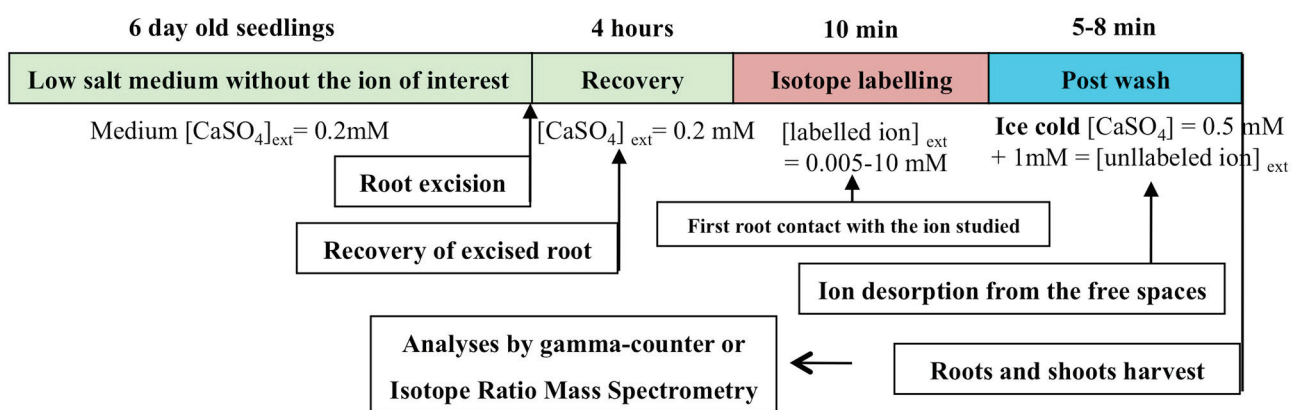 6 day old seedlings
4 hours
10 min
5-8 min
Low salt medium without the ion of interest
Recovery
Isotope labelling
Post wash
Medium [CaSO4]ext= 0.2mM
[CaSO4] ext= 0.2 mM
[labelled ion] ext
= 0.005-10 mM
Ice cold [CaSO4] = 0.5 mM
+ 1mM = [unllabeled ion] ext
Root excision
First root contact with the ion studied
Recovery of excised root
Ion desorption from the free spaces
Analyses by gamma-counter or
Isotope Ratio Mass Spectrometry
Roots and shoots harvest